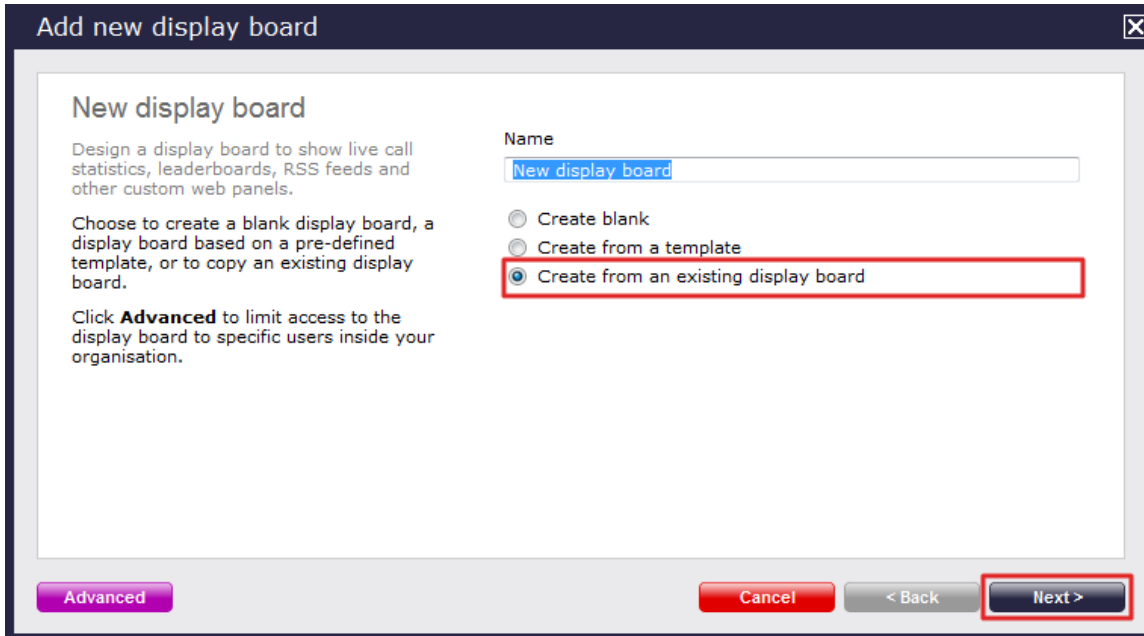 Add new display board
New display board
Design a display board to show live call
statistics, leaderboards, RSS feeds and
other custom web panels.
Choose to create a blank display board, a
display board based on a pre-defined
template, or to copy an existing display
board.
Click Advanced to limit access to the
display board to specific users inside your
organisation.
Name
New display board
Create blank
Create from a template
Create from an existing display board
Advanced
Cancel
< Back
Next >